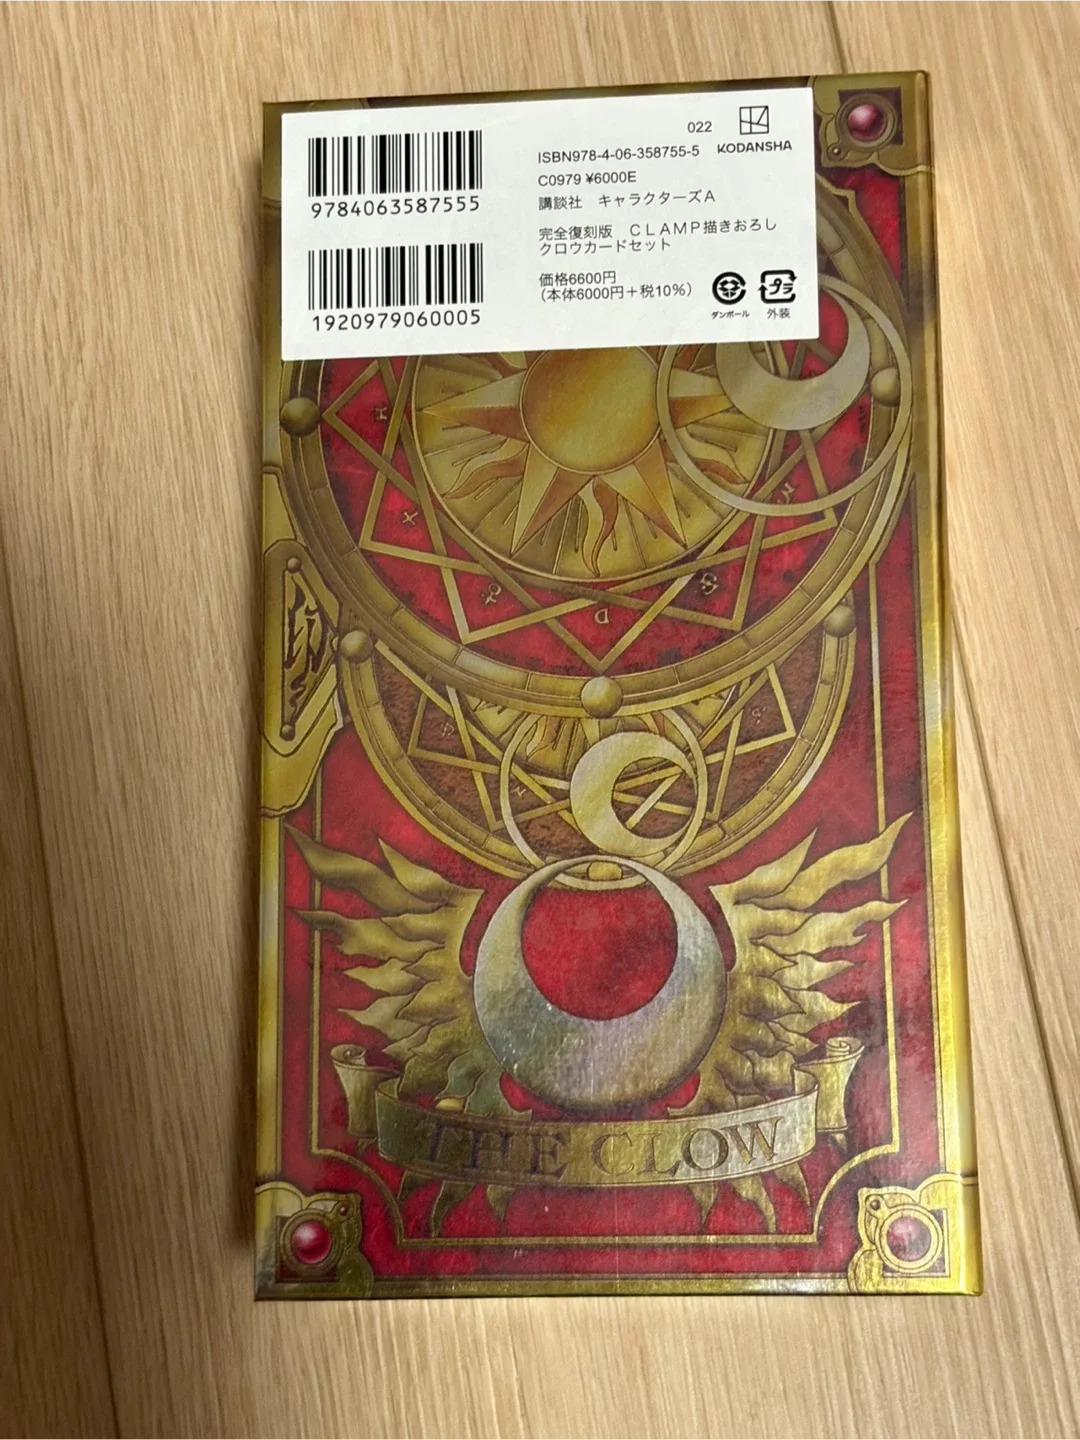 022
KODANSHA
9784063587555
ISBN978-4-06-358755-5
C0979 ¥6000E
講談社　キャラクターズA
完全復刻版　CLAMP描きおろし
クロウカードセット
1920979060005
価格6600円
(本体6000円+税10%)
ダンボール
プラ
外装
THE CLOW